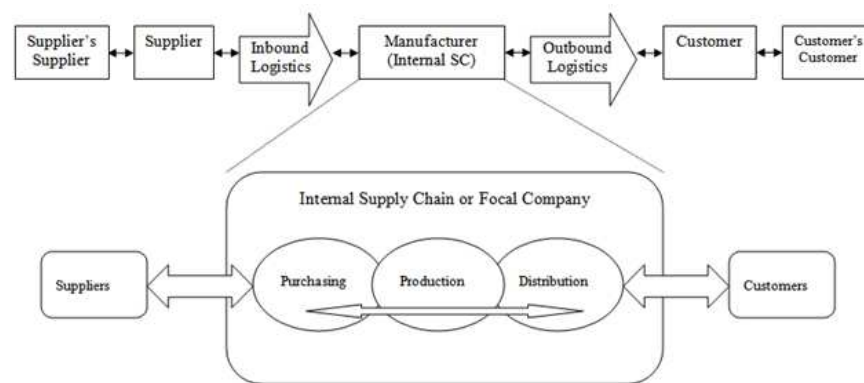 Supplier's
Supplier
Supplier
Inbound
Logistics
Manufacturer
(Internal SC)
Outbound
Logistics
Customer
Customer's
Customer
Internal Supply Chain or Focal Company
Suppliers
Purchasing
Production
Distribution
Customers